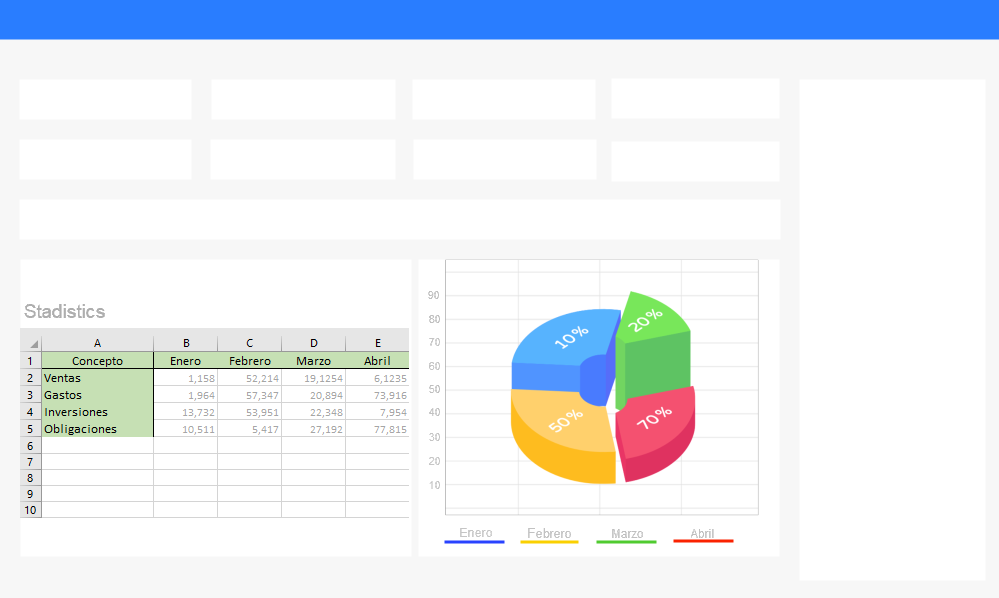 Stadistics
A B C D E
1 Concepto Enero Febrero Marzo Abril
2 Ventas 1,158 52,214 19,1254 6,1235
3 Gastos 1,964 57,347 20,894 73,916
4 Inversiones 13,732 53,951 22,348 7,954
5 Obligaciones 10,511 5,417 27,192 77,815
6
7
8
9
10
90
80
70
60
50
40
30
20
10
10%
20%
50%
70%
Enero Febrero Marzo Abril